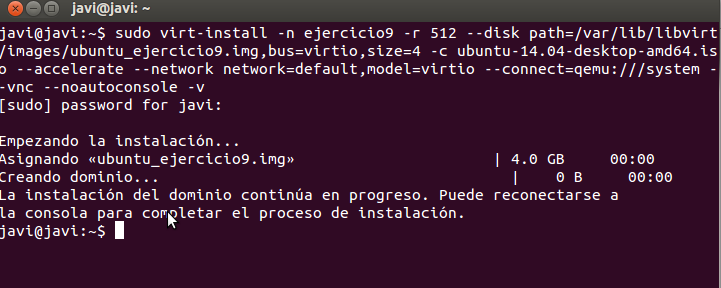 javi@javi: ~
javi@javi:~$ sudo virt-install -n ejercicio9 -r 512 --disk path=/var/lib/libvirt
/images/ubuntu_ejercicio9.img,bus=virtio,size=4 -c ubuntu-14.04-desktop-amd64.is
o --accelerate --network network=default,model=virtio --connect=qemu:///system -
-vnc --noautoconsole -v
[sudo] password for javi:
Empezando la instalación...
Asignando «ubuntu_ejercicio9.img» | 4.0 GB 00:00
Creando dominio... | 0 B 00:00
La instalación del dominio continúa en progreso. Puede reconectarse a
la consola para completar el proceso de instalación.
javi@javi:~$